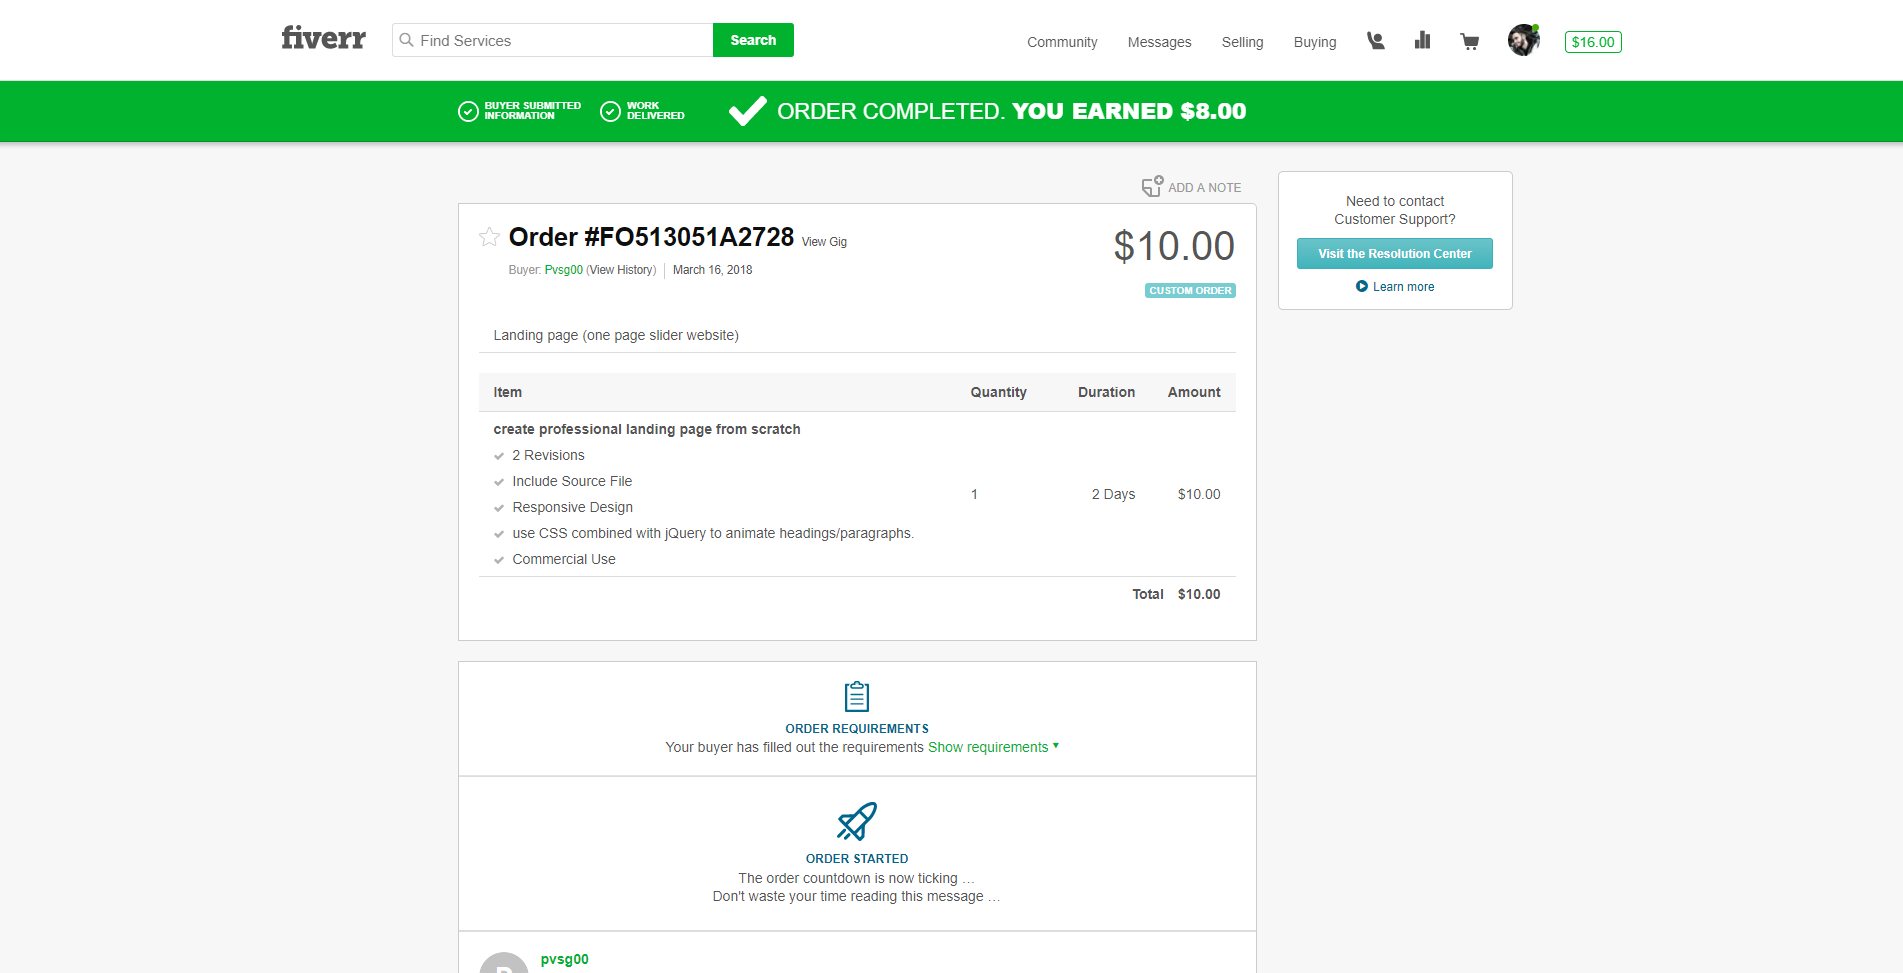 fiverr
Find Services
Search
Community
Messages
Selling
Buying
$16.00
BUYER SUBMITTED
INFORMATION
WORK
DELIVERED
ORDER COMPLETED. YOU EARNED $8.00
ADD A NOTE
Order #FO513051A2728 View Gig
$10.00
Buyer: Pvsg00 (View History) March 16, 2018
CUSTOM ORDER
Landing page (one page slider website)
Item Quantity Duration Amount
create professional landing page from scratch
2 Revisions
Include Source File
Responsive Design
use CSS combined with jQuery to animate headings/paragraphs.
Commercial Use
1 2 Days $10.00
Total $10.00
Need to contact
Customer Support?
Visit the Resolution Center
Learn more
ORDER REQUIREMENTS
Your buyer has filled out the requirements Show requirements
ORDER STARTED
The order countdown is now ticking ...
Don't waste your time reading this message ...
pvsg00